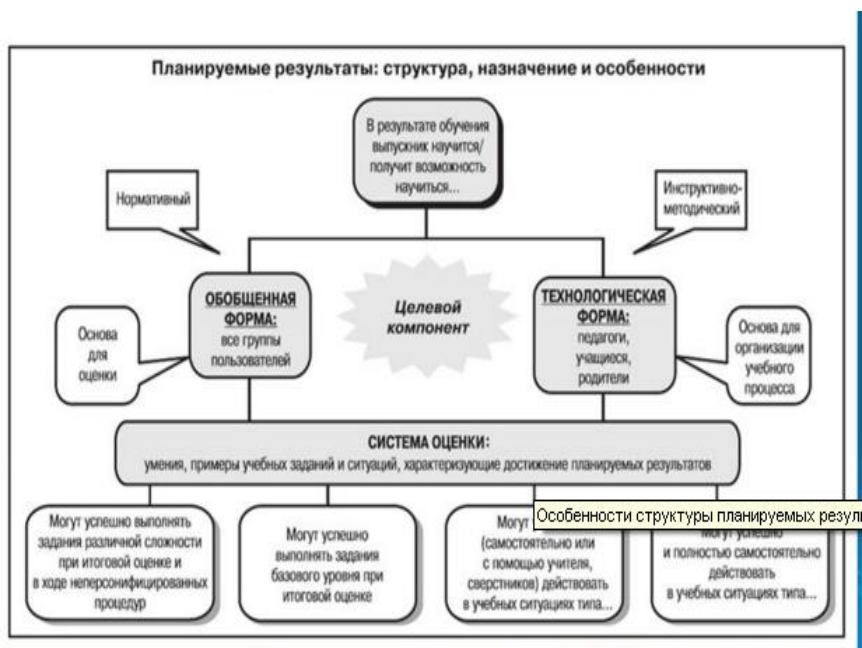 Планируемые результаты: структура, назначение и особенности
В результате обучения
выпускник научится/
получит возможность
научиться...
Нормативный
Инструктивно-
методический
ОБОБЩЕННАЯ
ФОРМА:
все группы
пользователей
Целевой
компонент
ТЕХНОЛОГИЧЕСКАЯ
ФОРМА:
педагоги,
учащиеся,
родители
Основа
для
оценки
Основа для
организации
учебного
процесса
СИСТЕМА ОЦЕНКИ:
умения, примеры учебных заданий и ситуаций, характеризующие достижение планируемых результатов
Могут успешно выполнять
задания различной сложности
при итоговой оценке и
в ходе неперсонифицированных
процедур
Могут успешно
выполнять задания
базового уровня при
итоговой оценке
Могут
(самостоятельно или
с помощью учителя,
сверстников) действовать
в учебных ситуациях типа...
Особенности структуры планируемых
Могут успешно
и полностью самостоятельно
действовать
в учебных ситуациях типа...